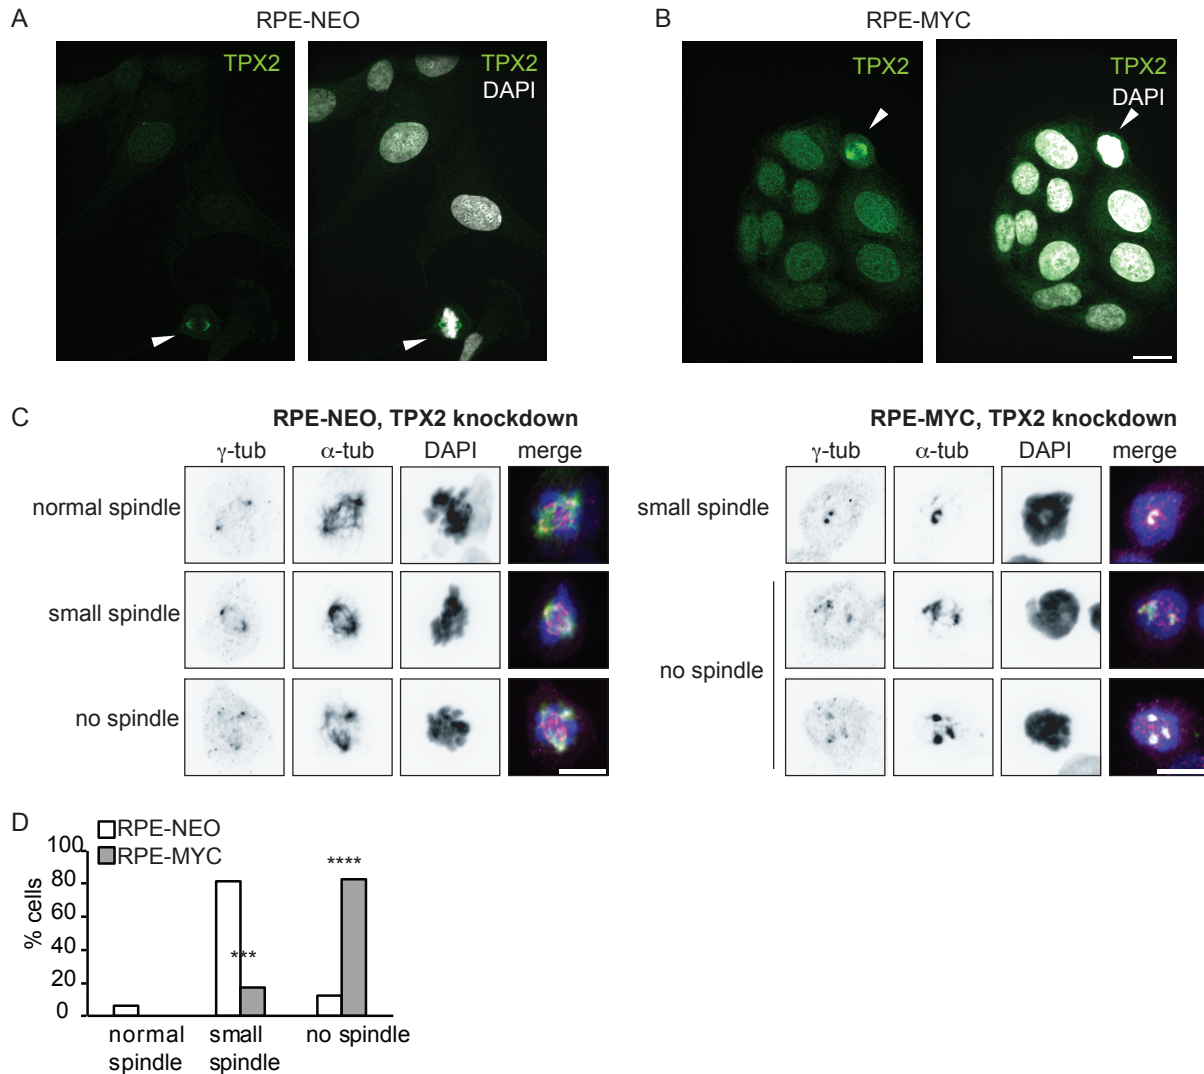 A
RPE-NEO
TPX2
TPX2
DAPI
B
RPE-MYC
TPX2
TPX2
DAPI
C
RPE-NEO, TPX2 knockdown
γ-tub
α-tub
DAPI
merge
normal spindle
small spindle
no spindle
RPE-MYC, TPX2 knockdown
γ-tub
α-tub
DAPI
merge
small spindle
no spindle
D
RPE-NEO
RPE-MYC
% cells
100
80
60
40
20
0
***
****
normal
spindle
small
spindle
no spindle